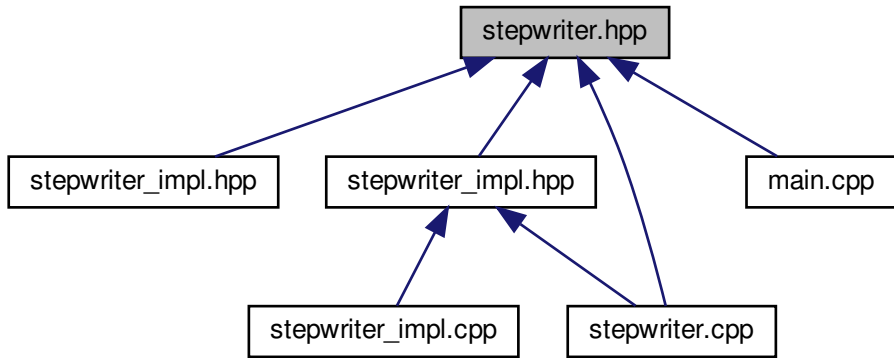 stepwriter.hpp
stepwriter_impl.hpp
stepwriter_impl.hpp
main.cpp
stepwriter_impl.cpp
stepwriter.cpp